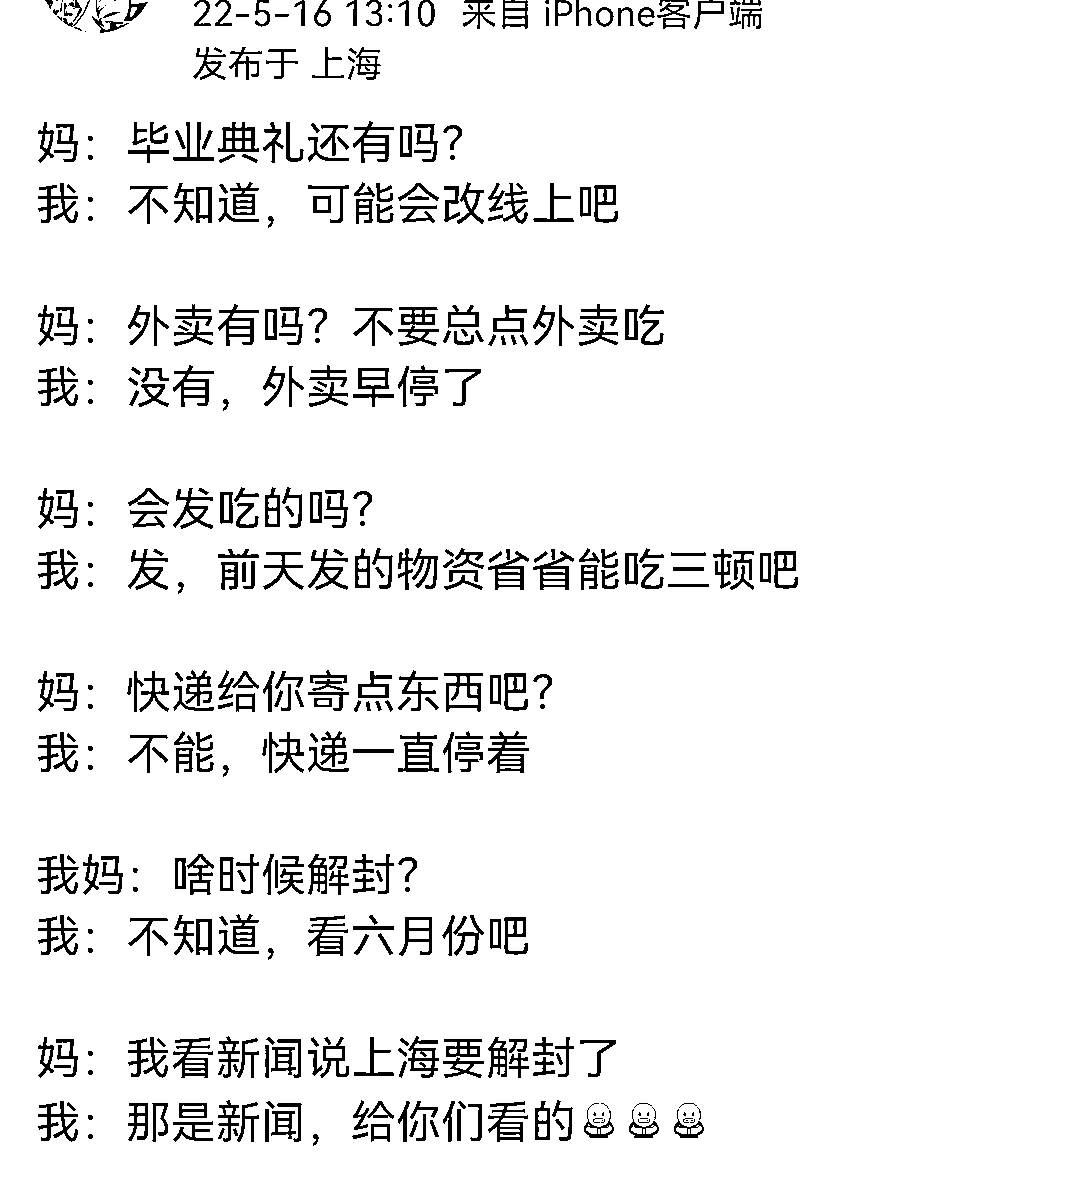 22-5-16 13:10 来自 iPhone客户端
发布于 上海
妈：毕业典礼还有吗？
我：不知道，可能会改线上吧
妈：外卖有吗？不要总点外卖吃
我：没有，外卖早停了
妈：会发吃的吗？
我：发，前天发的物资省省能吃三顿吧
妈：快递给你寄点东西吧？
我：不能，快递一直停着
我妈：啥时候解封？
我：不知道，看六月份吧
妈：我看新闻说上海要解封了
我：那是新闻，给你们看的